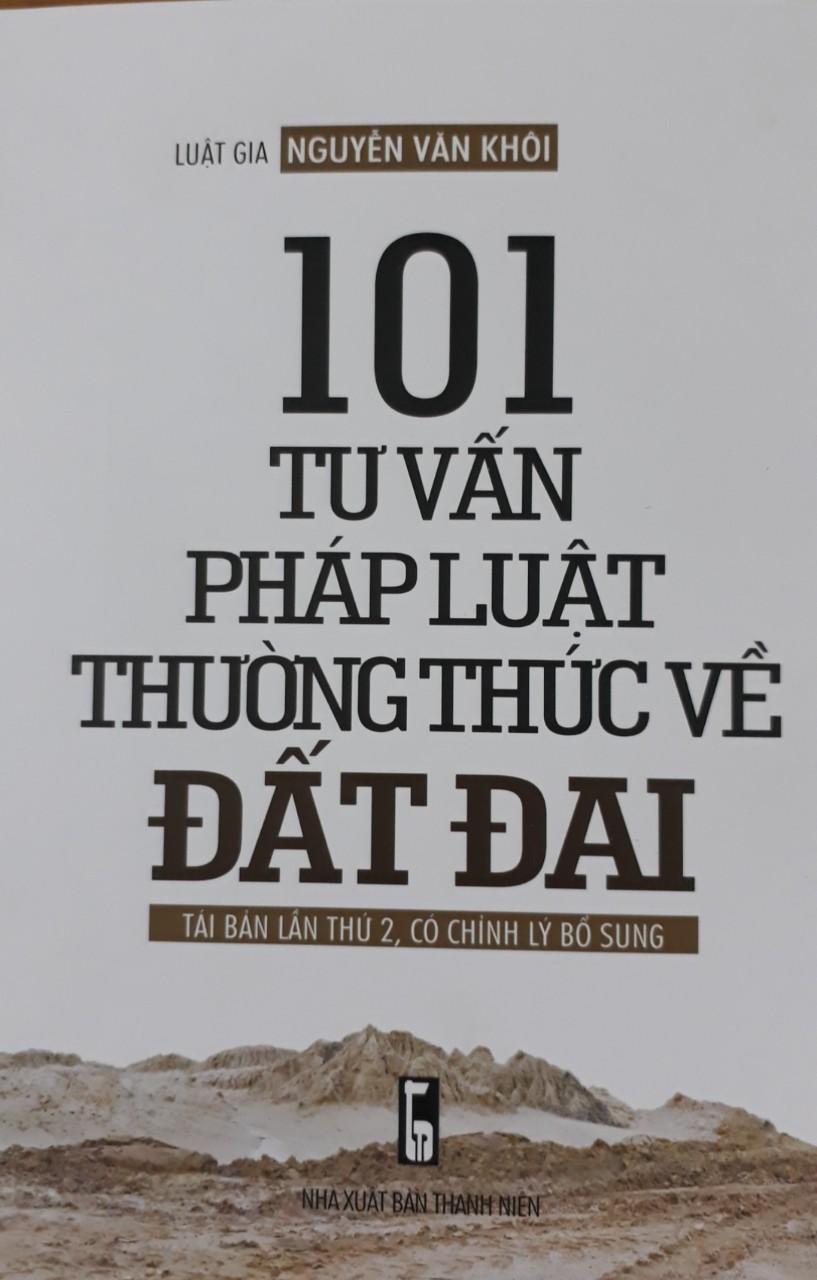 LUẬT GIA NGUYỄN VĂN KHÔI
101
TƯ VẤN
PHÁP LUẬT
THƯỜNG THỨC VỀ
ĐẤT ĐAI
TÁI BẢN LẦN THỨ 2, CÓ CHỈNH LÝ BỔ SUNG
NHÀ XUẤT BẢN THANH NIÊN